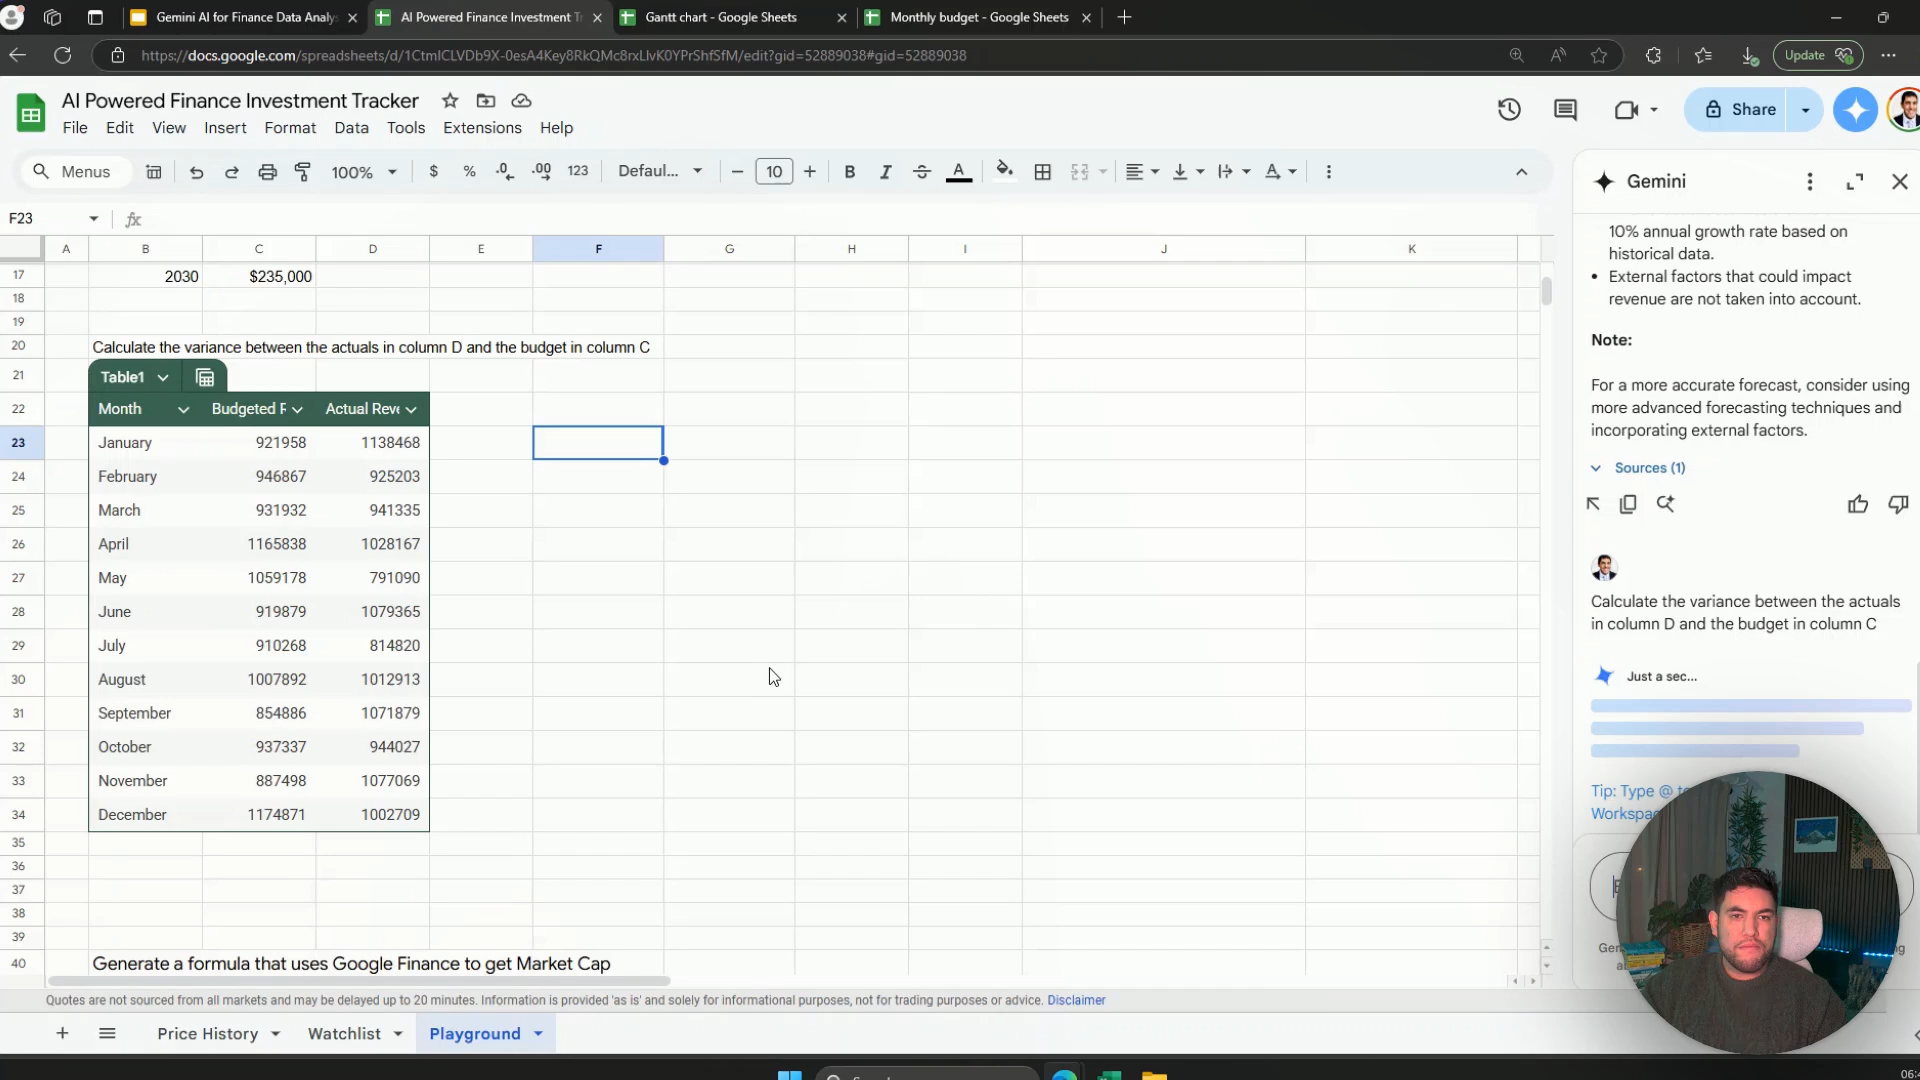 Gemini AI for Finance Data Analys
AI Powered Finance Investment Tr
Gantt chart - Google Sheets
Monthly budget - Google Sheets
https://docs.google.com/spreadsheets/d/1CtmICLVDb9X-0esA4Key8RkQMc8rxLlvK0YPrShfSfM/edit?gid=52889038#gid=52889038
Update
AI Powered Finance Investment Tracker
File Edit View Insert Format Data Tools Extensions Help
Share
Menus
100%
$ % .0 .00 123
Defaul...
10
B I A
Gemini
F23
fx
A B C D E F G H I J K
17 2030 $235,000
18
19
20 Calculate the variance between the actuals in column D and the budget in column C
21 Table1
22 Month Budgeted R Actual Reve
23 January 921958 1138468
24 February 946867 925203
25 March 931932 941335
26 April 1165838 1028167
27 May 1059178 791090
28 June 919879 1079365
29 July 910268 814820
30 August 1007892 1012913
31 September 854886 1071879
32 October 937337 944027
33 November 887498 1077069
34 December 1174871 1002709
35
36
37
38
39
40 Generate a formula that uses Google Finance to get Market Cap
10% annual growth rate based on
historical data.
• External factors that could impact
revenue are not taken into account.
Note:
For a more accurate forecast, consider using
more advanced forecasting techniques and
incorporating external factors.
Sources (1)
Calculate the variance between the actuals
in column D and the budget in column C
Just a sec...
Tip: Type @ t
Workspa
Quotes are not sourced from all markets and may be delayed up to 20 minutes. Information is provided 'as is' and solely for informational purposes, not for trading purposes or advice. Disclaimer
Price History
Watchlist
Playground